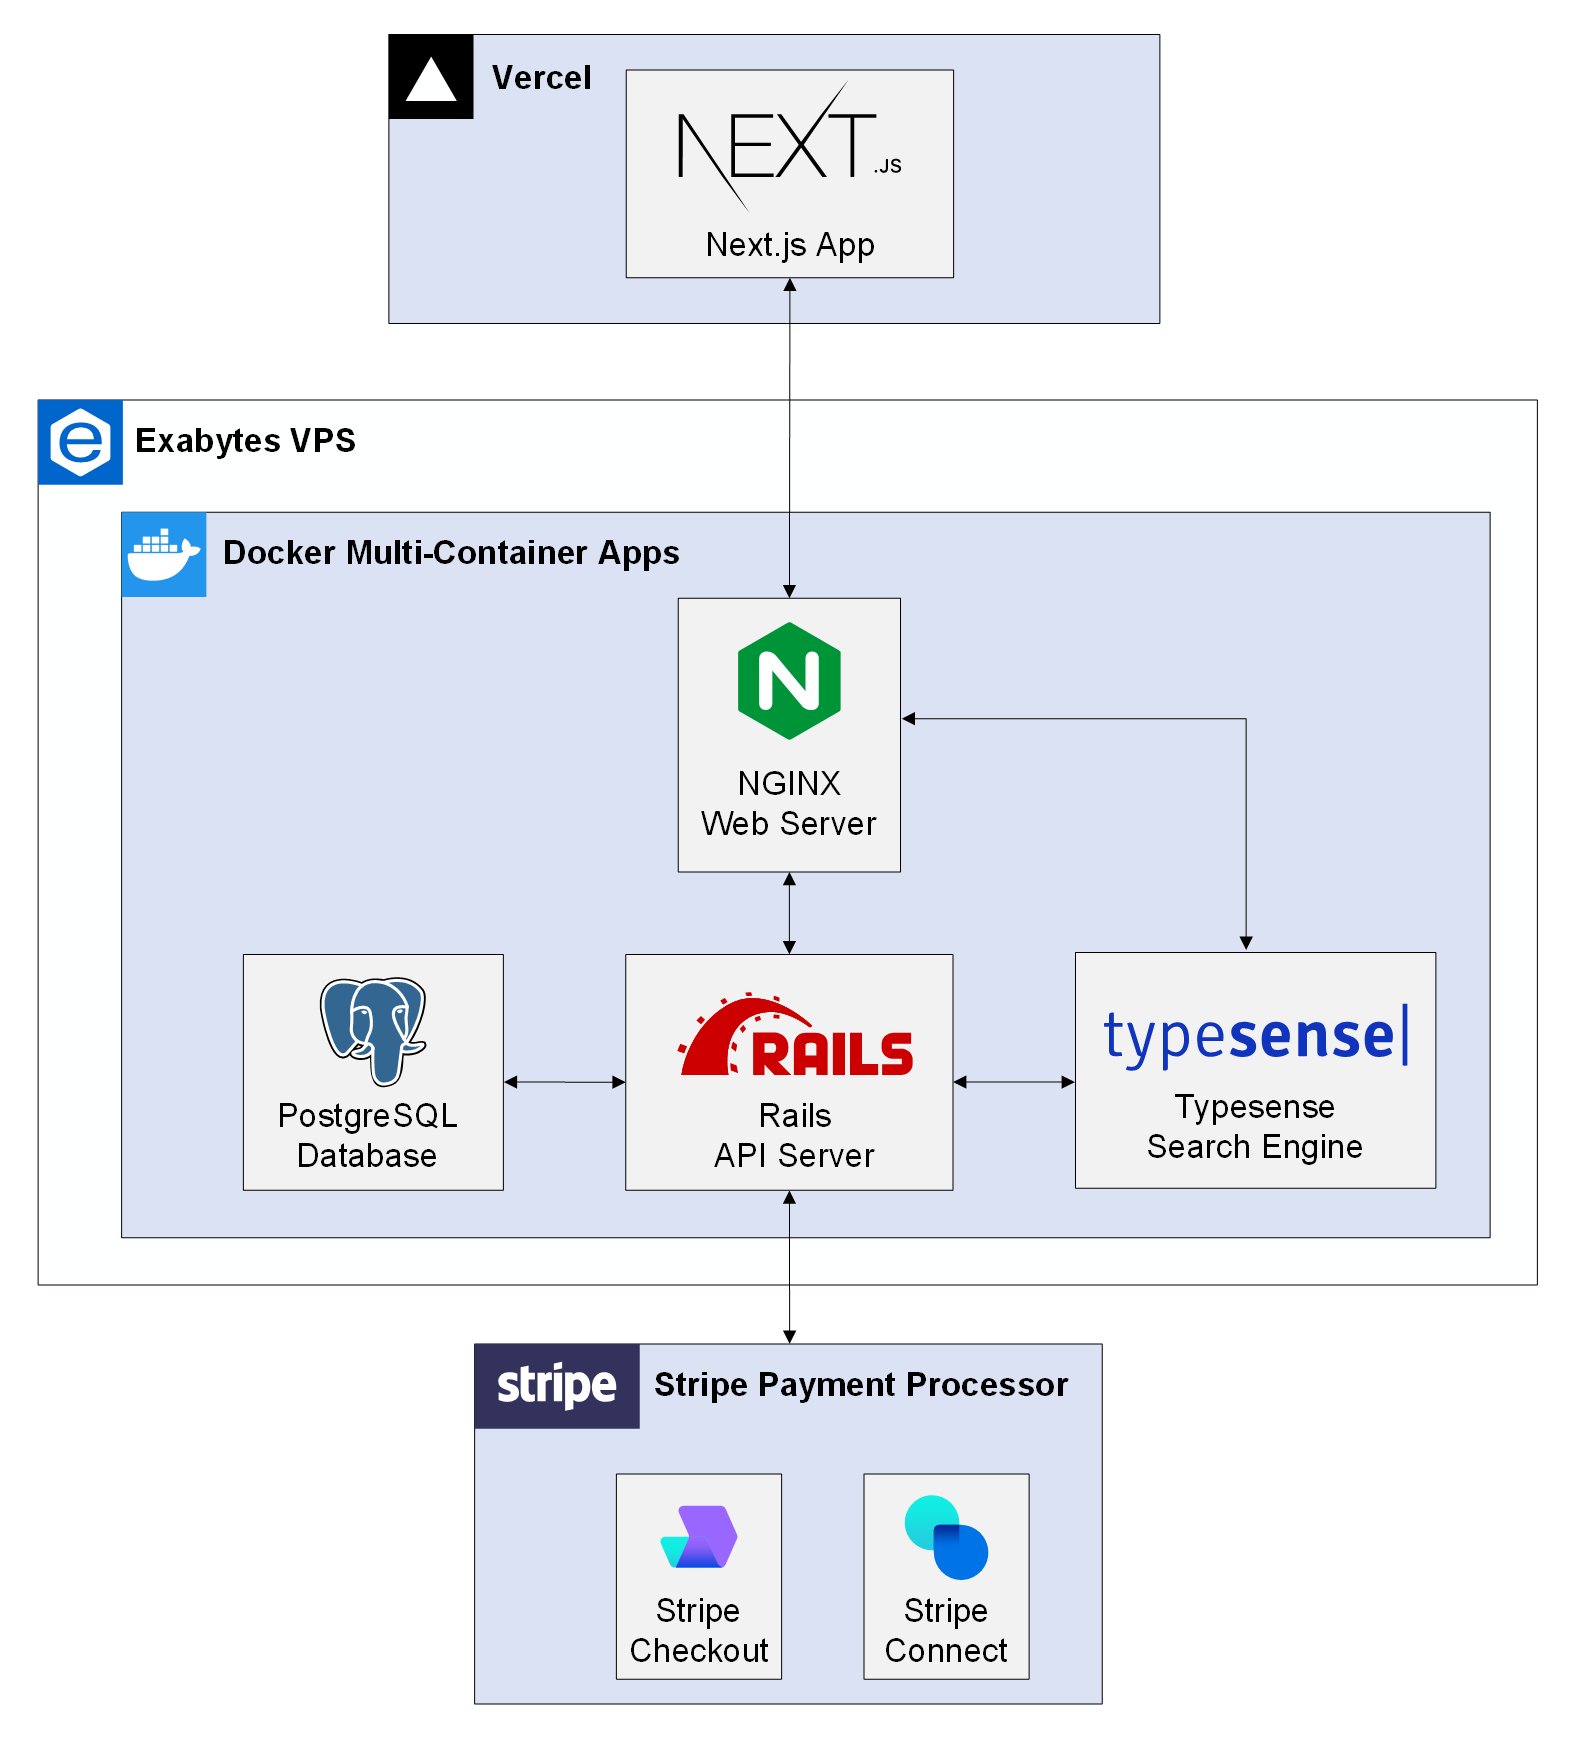 Vercel
NEXT.JS
Next.js App
e
Exabytes VPS
Docker Multi-Container Apps
N
NGINX
Web Server
RAILS
Rails
API Server
PostgreSQL
Database
typesense
Typesense
Search Engine
stripe
Stripe Payment Processor
Stripe
Checkout
Stripe
Connect